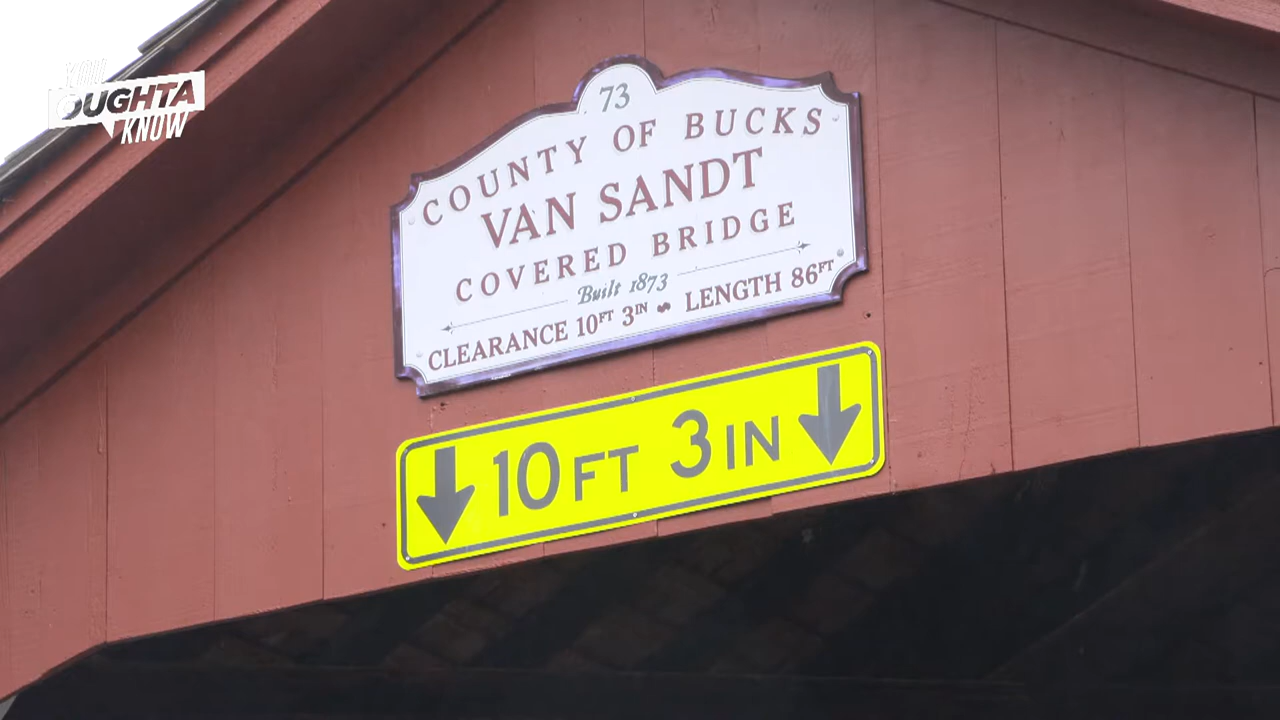 YOU
OUGHTA
KNOW
73
COUNTY OF BUCKS
VAN SANDT
COVERED BRIDGE
Built 1873
CLEARANCE 10FT 3IN LENGTH 86FT
10FT 3IN